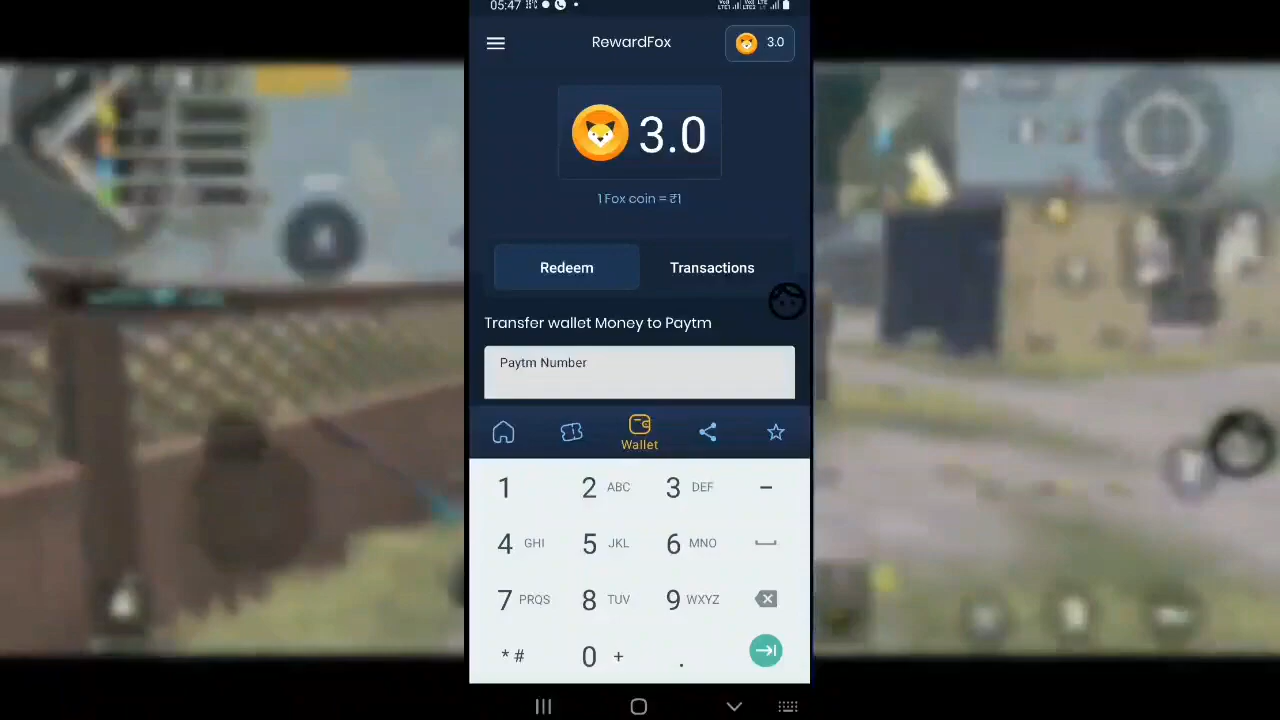 05:47
RewardFox
3.0
3.0
1 Fox coin = ₹1
Redeem
Transactions
Transfer wallet Money to Paytm
Paytm Number
Wallet
1 2 ABC 3 DEF -
4 GHI 5 JKL 6 MNO
7 PRQS 8 TUV 9 WXYZ
* # 0 + .